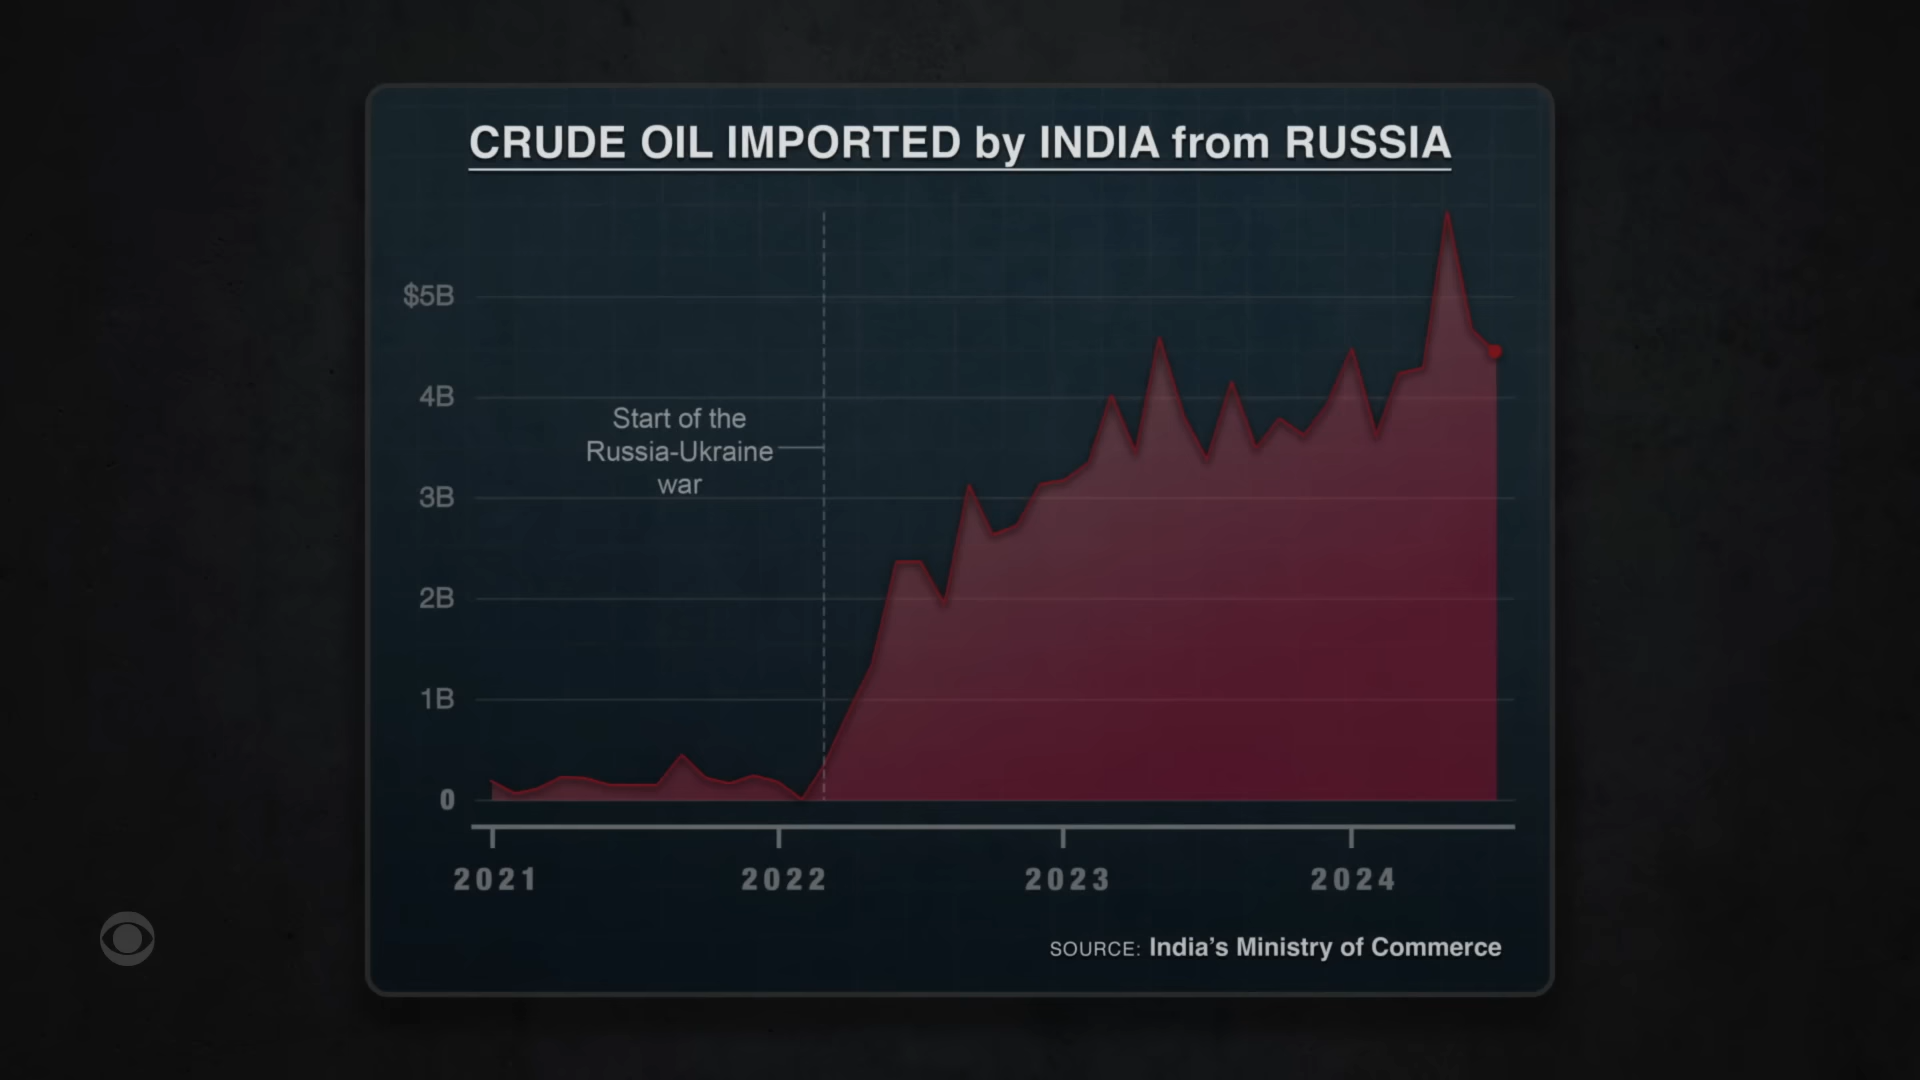 CRUDE OIL IMPORTED by INDIA from RUSSIA
$5B
4B
Start of the
Russia-Ukraine
war
3B
2B
1B
0
2021 2022 2023 2024
SOURCE: India’s Ministry of Commerce